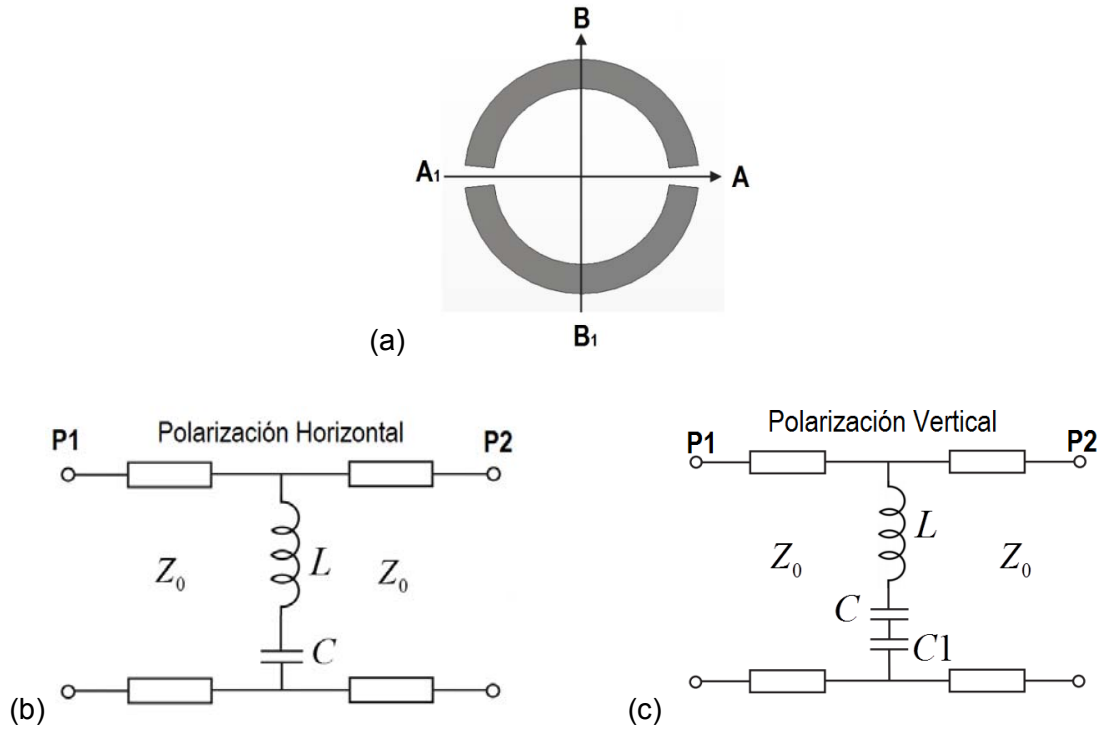 B
A₁
A
B₁
(a)
Polarización Horizontal
P1
P2
L
Z₀
Z₀
C
(b)
Polarización Vertical
P1
P2
L
Z₀
Z₀
C
C1
(c)